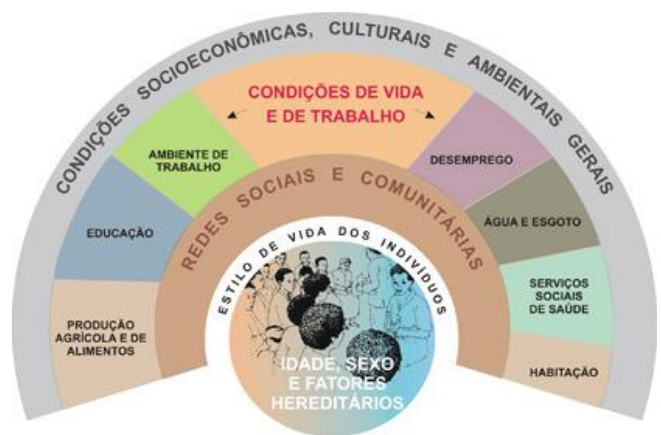 CONDIÇÕES SOCIOECONÔMICAS, CULTURAIS E AMBIENTAIS GERAIS
CONDIÇÕES DE VIDA
E DE TRABALHO
AMBIENTE DE
TRABALHO
DESEMPREGO
REDES SOCIAIS E COMUNITÁRIAS
EDUCAÇÃO
ÁGUA E ESGOTO
ESTILO DE VIDA DOS INDIVÍDUOS
PRODUÇÃO
AGRÍCOLA E DE
ALIMENTOS
SERVIÇOS
SOCIAIS
DE SAÚDE
HABITAÇÃO
IDADE, SEXO
E FATORES
HEREDITÁRIOS